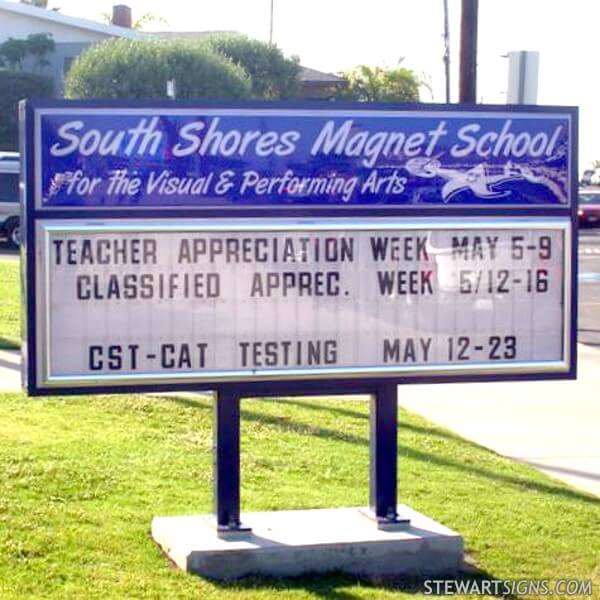 South Shores Magnet School
for the Visual & Performing Arts
TEACHER APPRECIATION WEEK MAY 5-9
CLASSIFIED APPREC. WEEK 5/12-16
CST-CAT TESTING MAY 12-23
STEWARTSIGNS.COM